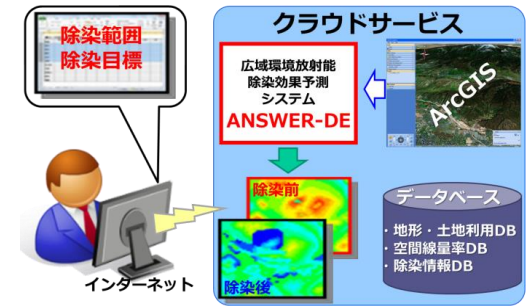 除染範囲
除染目標
クラウドサービス
広域環境放射能
除染効果予測
システム
ANSWER-DE
ArcGIS
除染前
除染後
インターネット
データベース
・地形・土地利用DB
・空間線量率DB
・除染情報DB